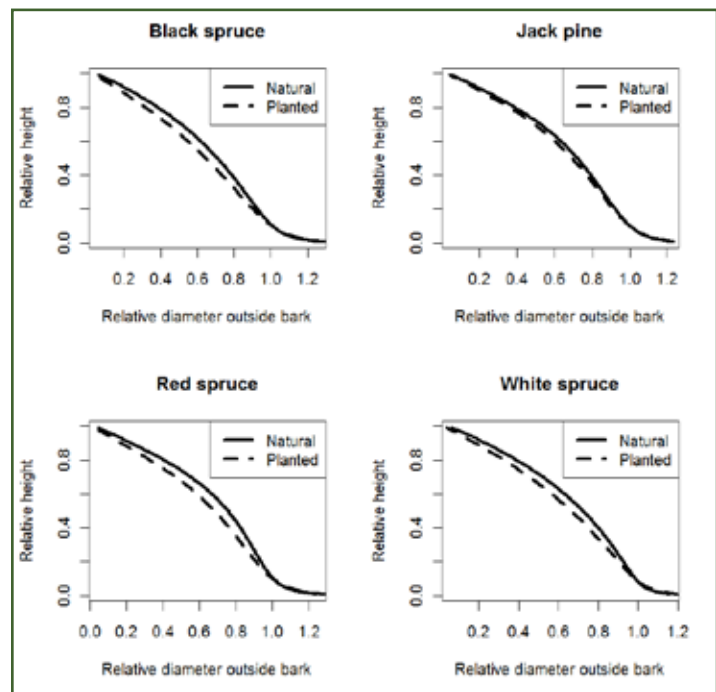 Black spruce
Natural
Planted
Relative height
0.0 0.4 0.8
0.2 0.4 0.6 0.8 1.0 1.2
Relative diameter outside bark
Jack pine
Natural
Planted
Relative height
0.0 0.4 0.8
0.2 0.4 0.6 0.8 1.0 1.2
Relative diameter outside bark
Red spruce
Natural
Planted
Relative height
0.0 0.4 0.8
0.0 0.2 0.4 0.6 0.8 1.0 1.2
Relative diameter outside bark
White spruce
Natural
Planted
Relative height
0.0 0.4 0.8
0.2 0.4 0.6 0.8 1.0 1.2
Relative diameter outside bark